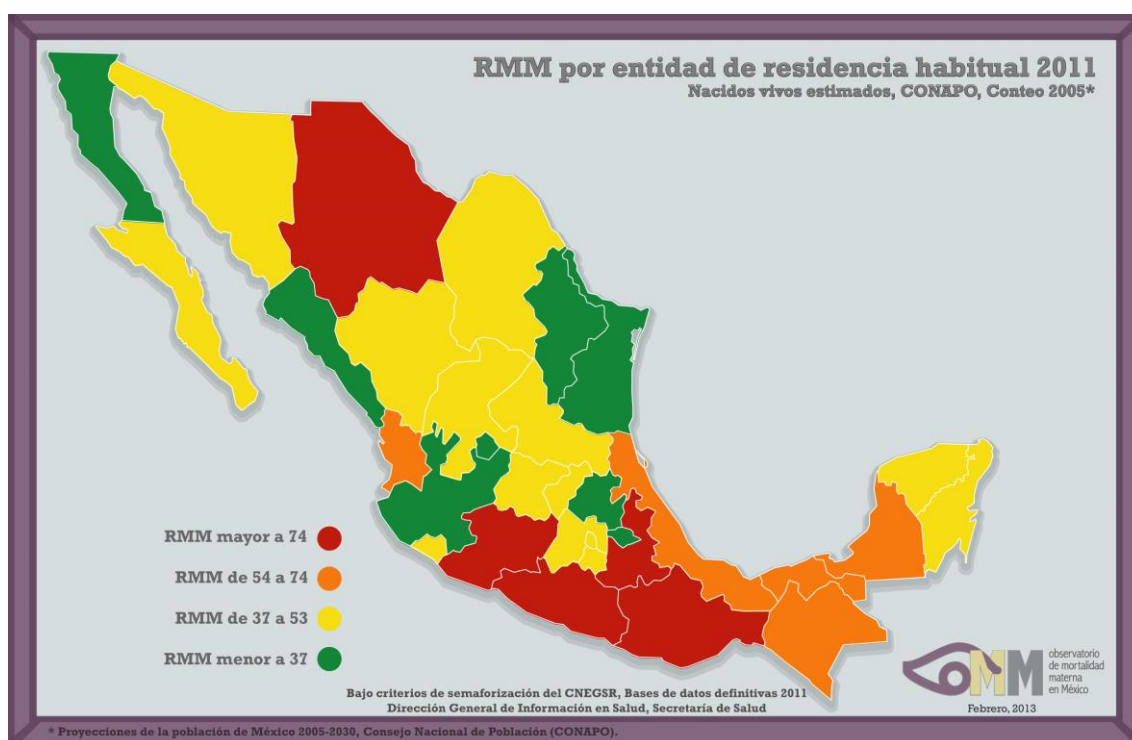 RMM por entidad de residencia habitual 2011
Nacidos vivos estimados, CONAPO, Conteo 2005*
RMM mayor a 74
RMM de 54 a 74
RMM de 37 a 53
RMM menor a 37
Bajo criterios de semaforización del CNEGSR, Bases de datos definitivas 2011
Dirección General de Información en Salud, Secretaría de Salud
OMM
observatorio
de mortalidad
materna
en México
Febrero, 2013
* Proyecciones de la población de México 2005-2030, Consejo Nacional de Población (CONAPO).